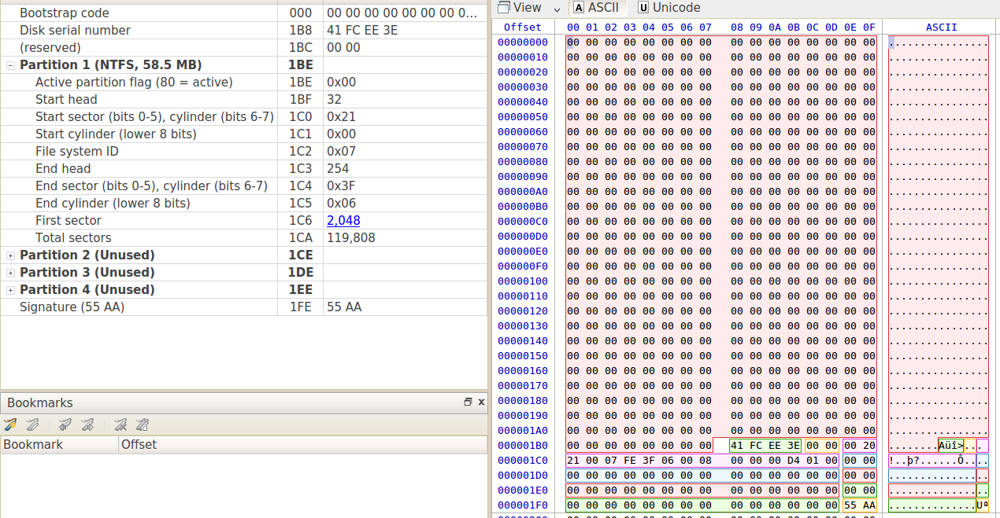 Bootstrap code 000 00 00 00 00 00 00 00 0...
Disk serial number 1B8 41 FC EE 3E
(reserved) 1BC 00 00
Partition 1 (NTFS, 58.5 MB) 1BE
Active partition flag (80 = active) 1BE 0x00
Start head 1BF 32
Start sector (bits 0-5), cylinder (bits 6-7) 1C0 0x21
Start cylinder (lower 8 bits) 1C1 0x00
File system ID 1C2 0x07
End head 1C3 254
End sector (bits 0-5), cylinder (bits 6-7) 1C4 0x3F
End cylinder (lower 8 bits) 1C5 0x06
First sector 1C6 2,048
Total sectors 1CA 119,808
Partition 2 (Unused) 1CE
Partition 3 (Unused) 1DE
Partition 4 (Unused) 1EE
Signature (55 AA) 1FE 55 AA
Bookmarks
Bookmark Offset
View A ASCII U Unicode
Offset 00 01 02 03 04 05 06 07 08 09 0A 0B 0C 0D 0E 0F ASCII
00000000 00 00 00 00 00 00 00 00 00 00 00 00 00 00 00 00 ................
00000010 00 00 00 00 00 00 00 00 00 00 00 00 00 00 00 00 ................
00000020 00 00 00 00 00 00 00 00 00 00 00 00 00 00 00 00 ................
00000030 00 00 00 00 00 00 00 00 00 00 00 00 00 00 00 00 ................
00000040 00 00 00 00 00 00 00 00 00 00 00 00 00 00 00 00 ................
00000050 00 00 00 00 00 00 00 00 00 00 00 00 00 00 00 00 ................
00000060 00 00 00 00 00 00 00 00 00 00 00 00 00 00 00 00 ................
00000070 00 00 00 00 00 00 00 00 00 00 00 00 00 00 00 00 ................
00000080 00 00 00 00 00 00 00 00 00 00 00 00 00 00 00 00 ................
00000090 00 00 00 00 00 00 00 00 00 00 00 00 00 00 00 00 ................
000000A0 00 00 00 00 00 00 00 00 00 00 00 00 00 00 00 00 ................
000000B0 00 00 00 00 00 00 00 00 00 00 00 00 00 00 00 00 ................
000000C0 00 00 00 00 00 00 00 00 00 00 00 00 00 00 00 00 ................
000000D0 00 00 00 00 00 00 00 00 00 00 00 00 00 00 00 00 ................
000000E0 00 00 00 00 00 00 00 00 00 00 00 00 00 00 00 00 ................
000000F0 00 00 00 00 00 00 00 00 00 00 00 00 00 00 00 00 ................
00000100 00 00 00 00 00 00 00 00 00 00 00 00 00 00 00 00 ................
00000110 00 00 00 00 00 00 00 00 00 00 00 00 00 00 00 00 ................
00000120 00 00 00 00 00 00 00 00 00 00 00 00 00 00 00 00 ................
00000130 00 00 00 00 00 00 00 00 00 00 00 00 00 00 00 00 ................
00000140 00 00 00 00 00 00 00 00 00 00 00 00 00 00 00 00 ................
00000150 00 00 00 00 00 00 00 00 00 00 00 00 00 00 00 00 ................
00000160 00 00 00 00 00 00 00 00 00 00 00 00 00 00 00 00 ................
00000170 00 00 00 00 00 00 00 00 00 00 00 00 00 00 00 00 ................
00000180 00 00 00 00 00 00 00 00 00 00 00 00 00 00 00 00 ................
00000190 00 00 00 00 00 00 00 00 00 00 00 00 00 00 00 00 ................
000001A0 00 00 00 00 00 00 00 00 00 00 00 00 00 00 00 00 ................
000001B0 00 00 00 00 00 00 00 00 41 FC EE 3E 00 00 00 20 ........Aüî>...
000001C0 21 00 07 FE 3F 06 00 08 00 00 00 D4 01 00 00 00 !..þ?......Ô....
000001D0 00 00 00 00 00 00 00 00 00 00 00 00 00 00 00 00 ................
000001E0 00 00 00 00 00 00 00 00 00 00 00 00 00 00 00 00 ................
000001F0 00 00 00 00 00 00 00 00 00 00 00 00 00 00 55 AA ..............Uª